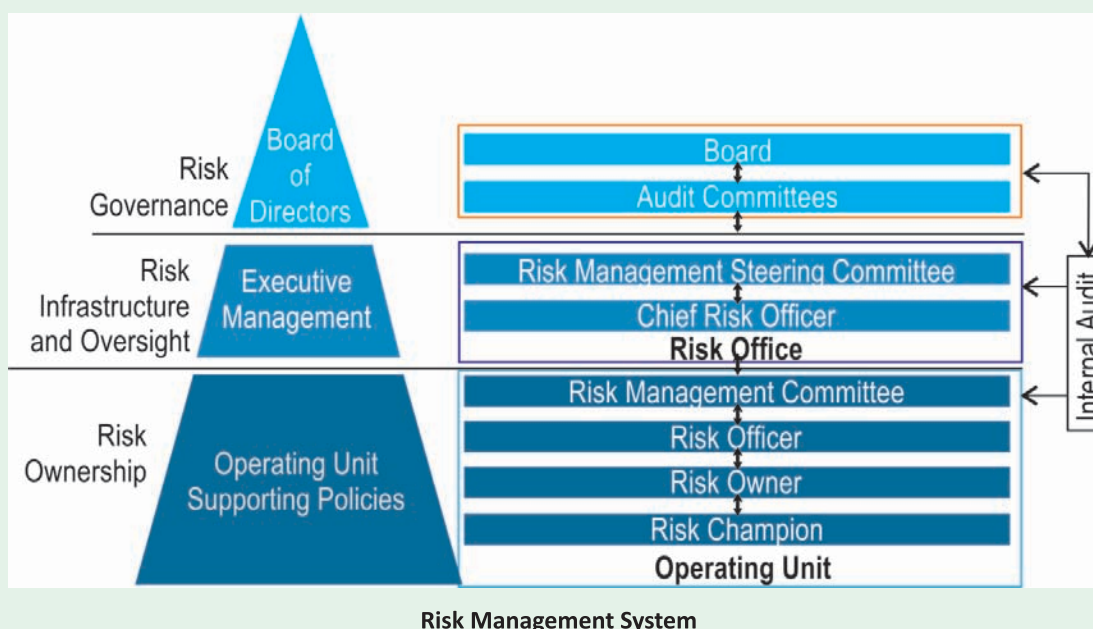 Risk
Governance
Board
of
Directors
Board
Audit Committees
Risk
Infrastructure
and Oversight
Executive
Management
Risk Management Steering Committee
Chief Risk Officer
Risk Office
Risk
Ownership
Operating Unit
Supporting Policies
Risk Management Committee
Risk Officer
Risk Owner
Risk Champion
Operating Unit
Internal Audit
Risk Management System